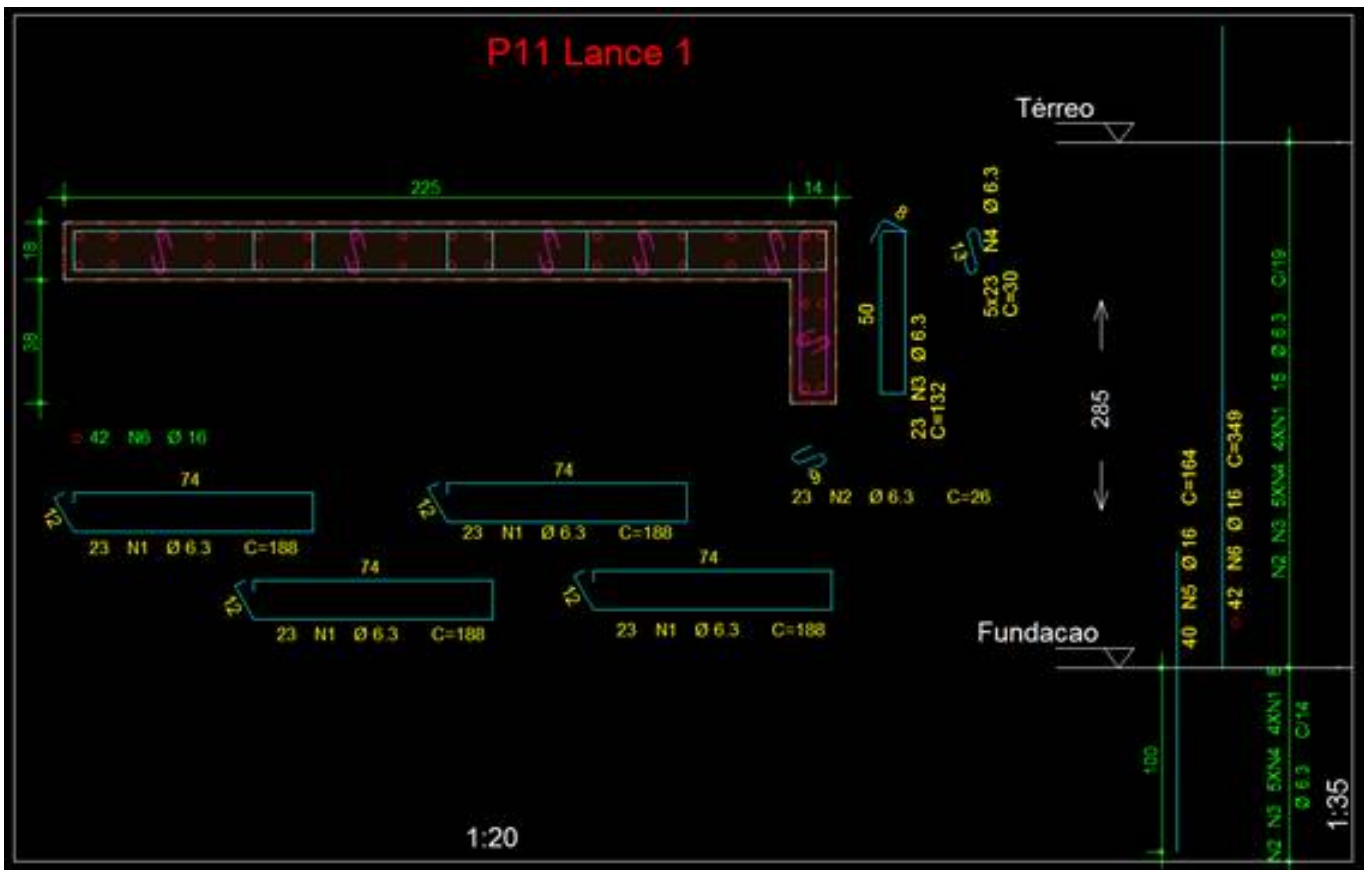 P11 Lance 1
Térreo
225
14
18
38
8
50
23 N3 Ø 6.3
C=132
13
5x23 N4 Ø 6.3
C=30
285
N2 N3 5XN4 4XN1 15 Ø 6.3 C/19
42 N6 Ø 16
74
12
23 N1 Ø 6.3 C=188
74
12
23 N1 Ø 6.3 C=188
9
23 N2 Ø 6.3 C=26
74
12
23 N1 Ø 6.3 C=188
74
12
23 N1 Ø 6.3 C=188
40 N5 Ø 16 C=164
42 N6 Ø 16 C=349
Fundacao
100
N2 N3 5XN4 4XN1 8
Ø 6.3 C/14
1:20
1:35